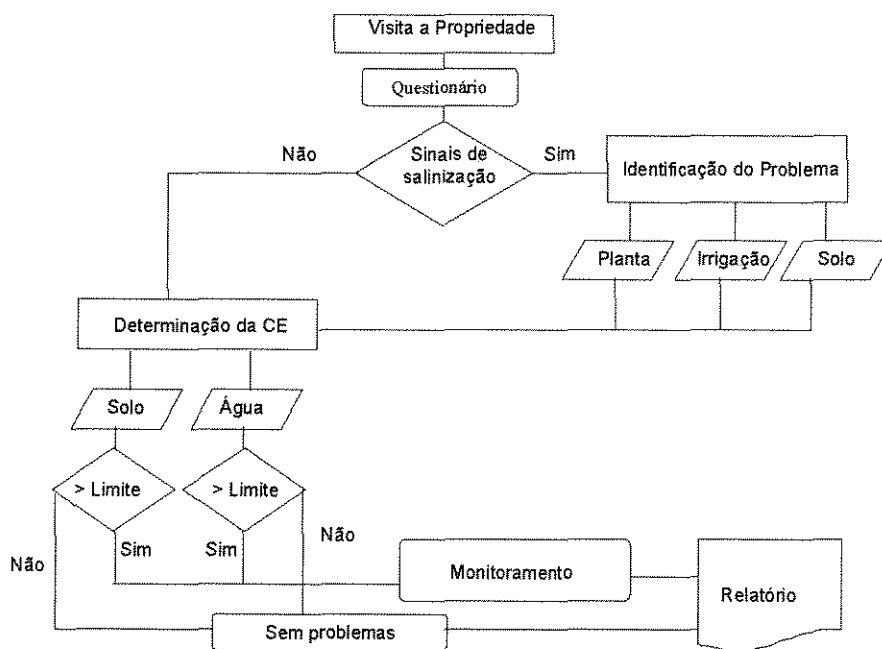 Visita a Propriedade
Questionário
Não
Sinais de
salinização
Sim
Identificação do Problema
Planta
Irrigação
Solo
Determinação da CE
Solo
Água
> Limite
> Limite
Não
Sim
Sim
Não
Monitoramento
Relatório
Sem problemas